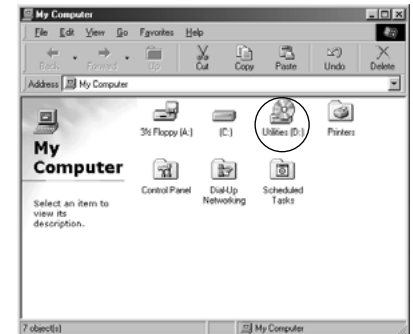 My Computer
File Edit View Go Favorites Help
Back Forward Up Cut Copy Paste Undo Delete
Address My Computer
3½ Floppy (A:) (C:) Utilities (D:) Printers
My
Computer
Control Panel Dial-Up Scheduled
Networking Tasks
Select an item to
view its
description.
7 object(s) My Computer